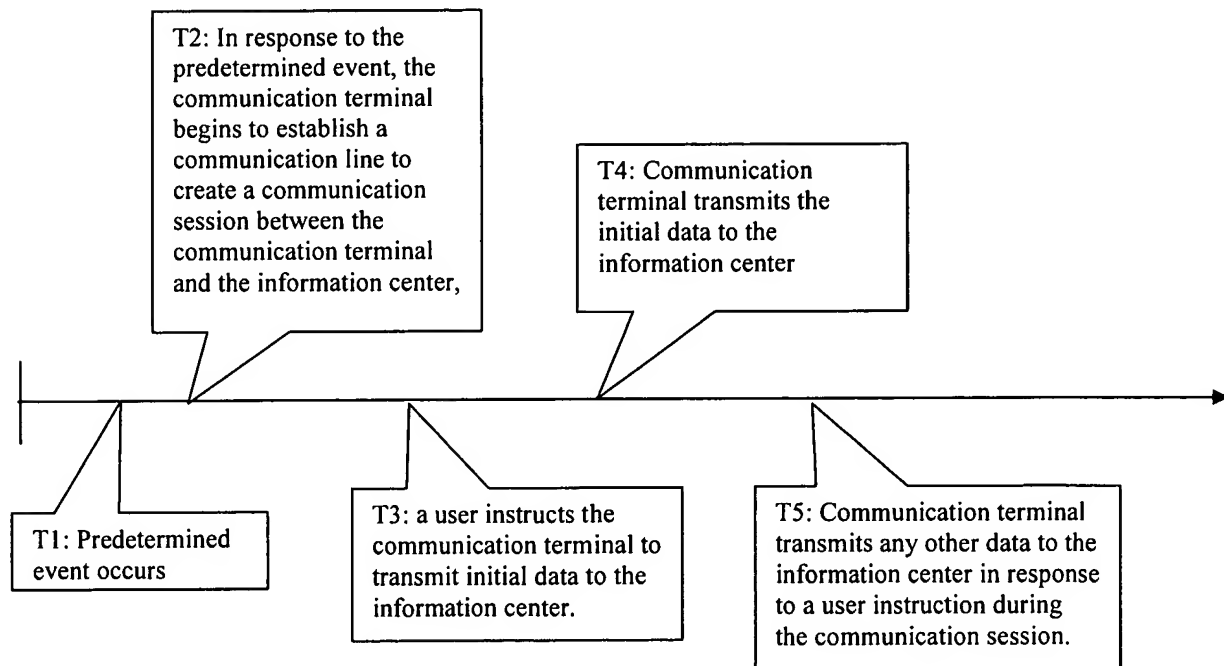 T2: In response to the
predetermined event, the
communication terminal
begins to establish a
communication line to
create a communication
session between the
communication terminal
and the information center,
T4: Communication
terminal transmits the
initial data to the
information center
T1: Predetermined
event occurs
T3: a user instructs the
communication terminal to
transmit initial data to the
information center.
T5: Communication terminal
transmits any other data to the
information center in response
to a user instruction during
the communication session.